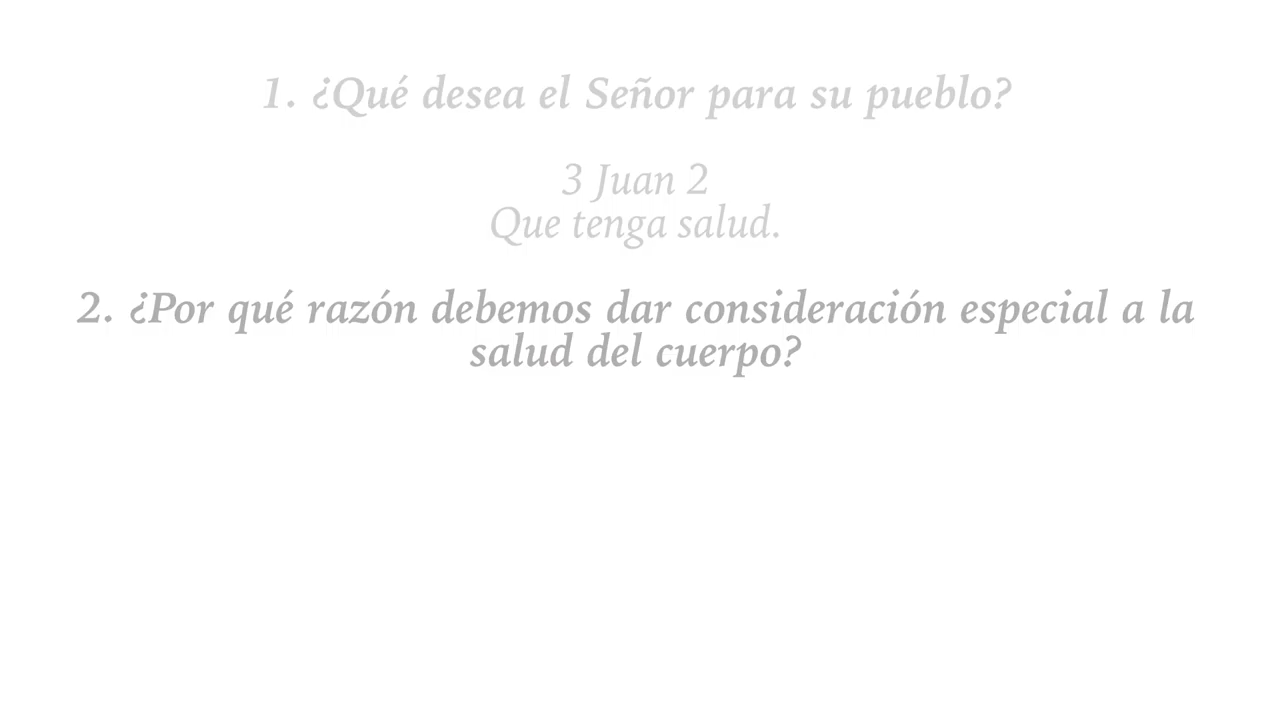 1. ¿Qué desea el Señor para su pueblo?
3 Juan 2
Que tenga salud.
2. ¿Por qué razón debemos dar consideración especial a la
salud del cuerpo?